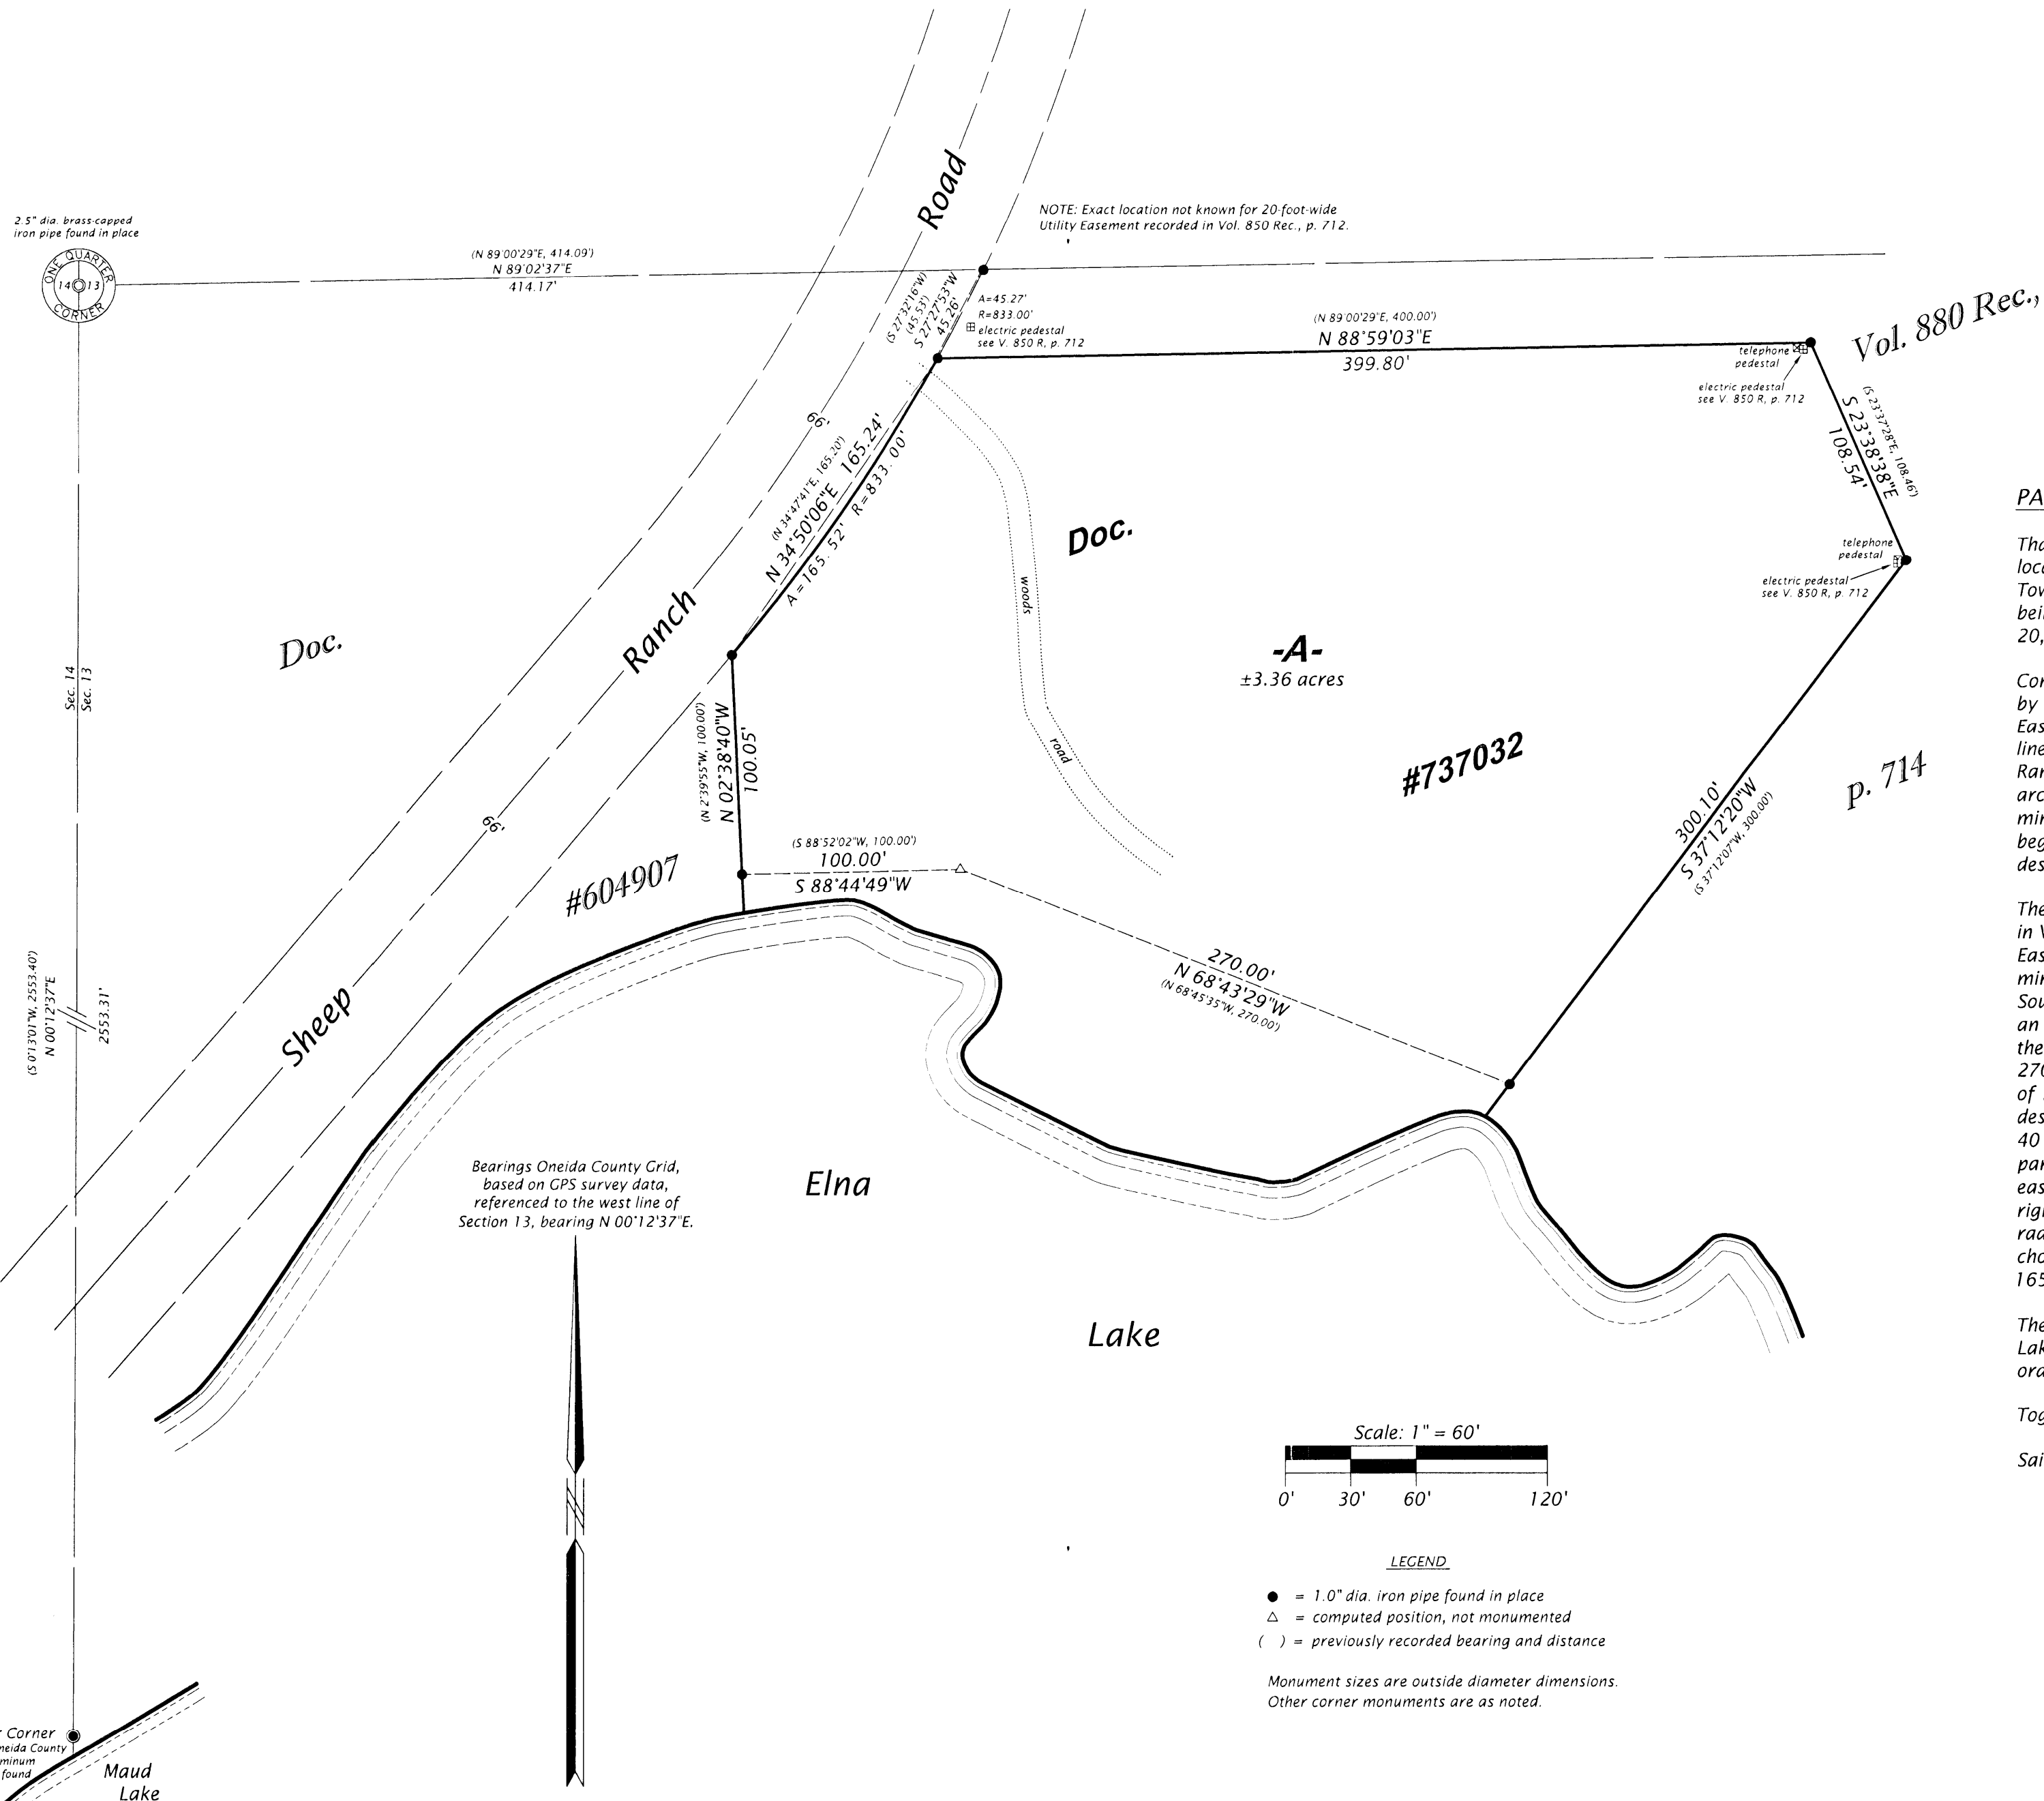 2.5" dia. brass-capped
iron pipe found in place
ONE QUARTER
14 13
CORNER
(N 89°00'29"E, 414.09')
N 89°02'37"E
414.17'
Road
NOTE: Exact location not known for 20-foot-wide
Utility Easement recorded in Vol. 850 Rec., p. 712.
(S 27°32'16"W)
(45.53')
S 27°27'53"W
45.26'
A=45.27'
R=833.00'
electric pedestal
see V. 850 R, p. 712
(N 89°00'29"E, 400.00')
N 88°59'03"E
399.80'
Vol. 880 Rec.,
telephone
pedestal
electric pedestal
see V. 850 R, p. 712
(S 23°37'28"E, 108.46')
S 23°38'38"E
108.54'
66'
(N 34°47'41"E, 165.20')
N 34°50'06"E 165.24'
A=165.52' R=833.00'
Doc.
telephone
pedestal
electric pedestal
see V. 850 R, p. 712
woods
road
Ranch
Doc.
-A-
±3.36 acres
Sec. 14
Sec. 13
(N 2°39'55"W, 100.00')
N 02°38'40"W
100.05'
#737032
p. 714
300.10'
S 37°12'20"W
(S 37°12'07"W, 300.00')
66'
(S 88°52'02"W, 100.00')
100.00'
S 88°44'49"W
#604907
270.00'
N 68°43'29"W
(N 68°45'35"W, 270.00')
Sheep
(S 0°13'01"W, 2553.40')
N 00°12'37"E
2553.31'
Bearings Oneida County Grid,
based on GPS survey data,
referenced to the west line of
Section 13, bearing N 00°12'37"E.
Elna
Lake
Scale: 1" = 60'
0' 30' 60' 120'
LEGEND
= 1.0" dia. iron pipe found in place
= computed position, not monumented
( ) = previously recorded bearing and distance
Monument sizes are outside diameter dimensions.
Other corner monuments are as noted.
Corner
County
found
Maud
Lake
by
line
in
an
of
40
20,